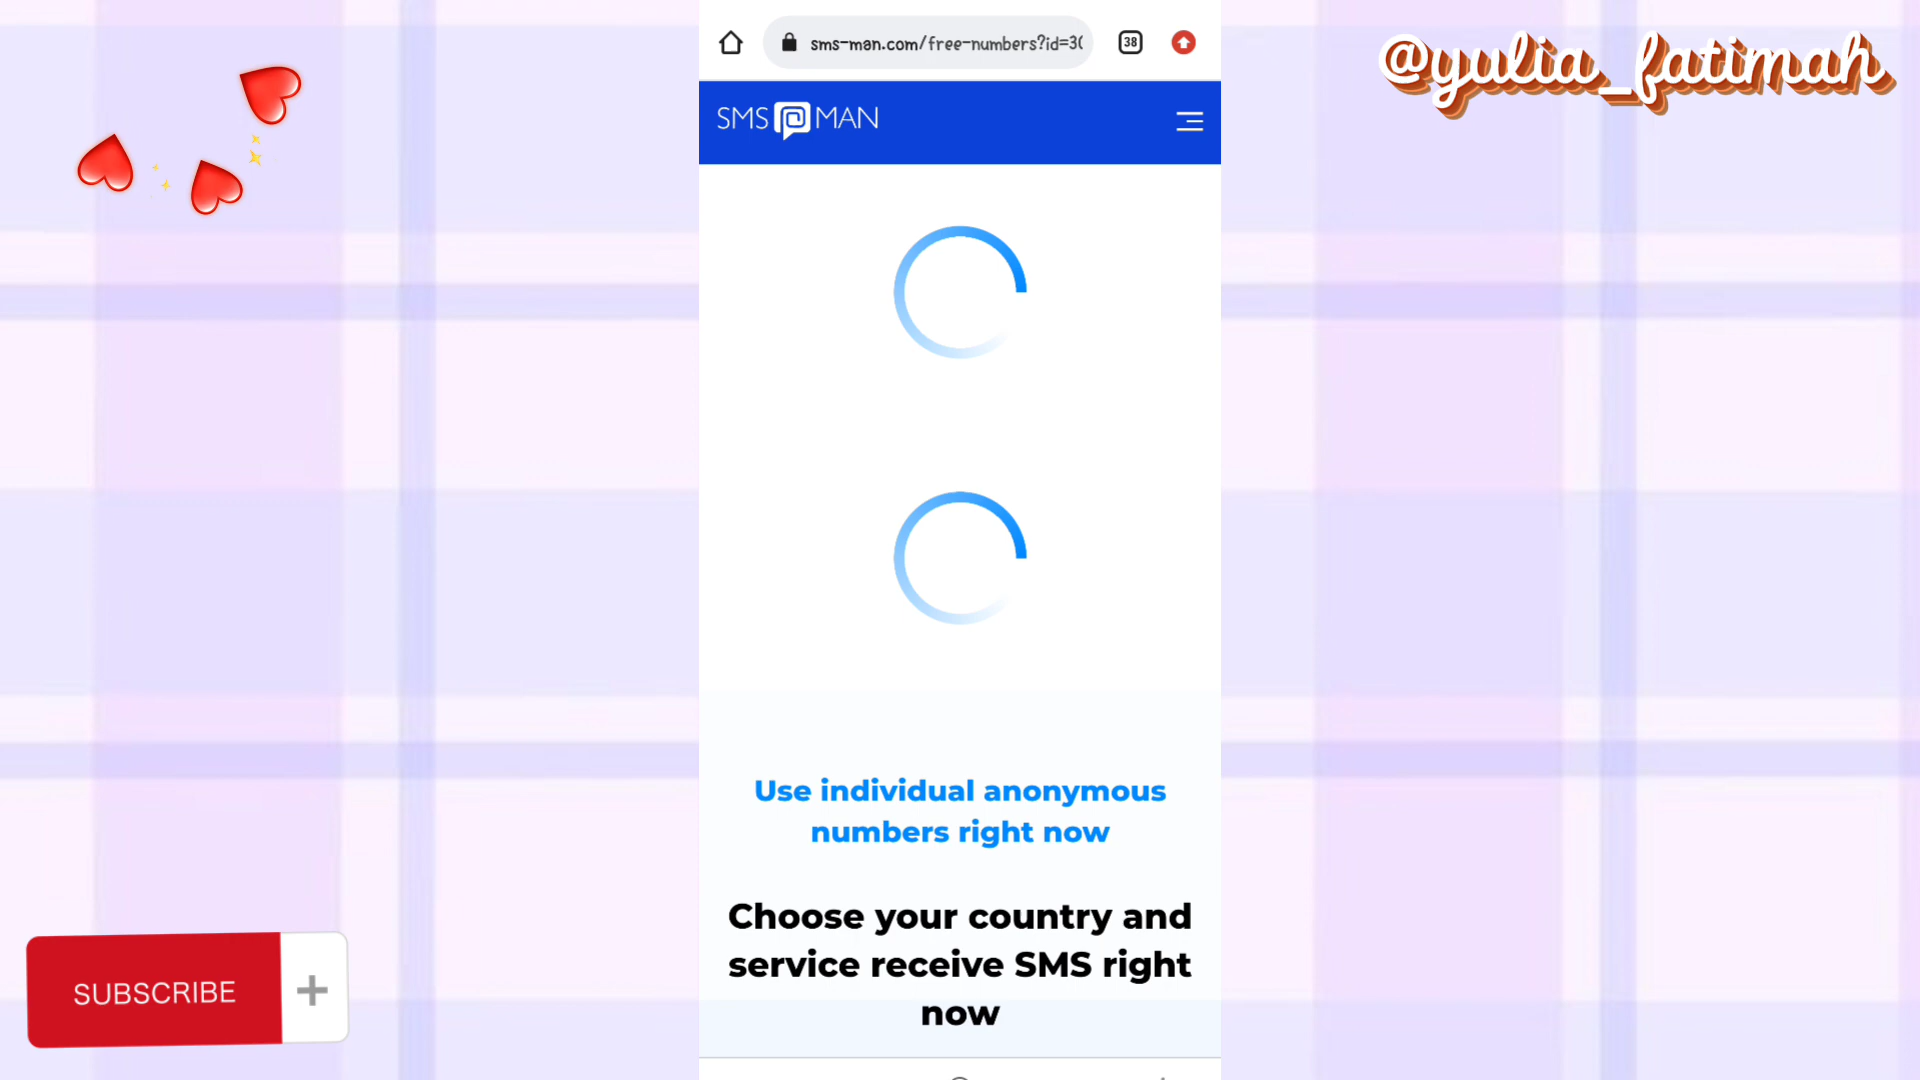 sms-man.com/free-numbers?id=30
38
@yulia_fatimah
SMS MAN
Use individual anonymous
numbers right now
Choose your country and
service receive SMS right
now
SUBSCRIBE +